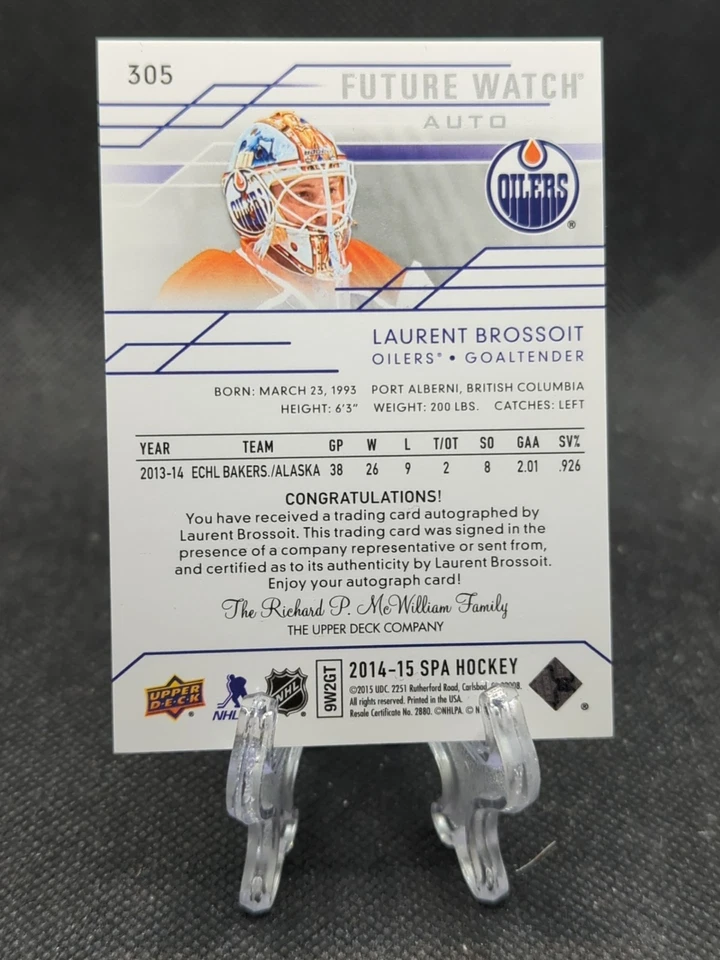 305
FUTURE WATCH®
AUTO
OILERS
OILERS
®
LAURENT BROSSOIT
OILERS® • GOALTENDER
BORN: MARCH 23, 1993 PORT ALBERNI, BRITISH COLUMBIA
HEIGHT: 6'3" WEIGHT: 200 LBS. CATCHES: LEFT
YEAR TEAM GP W L T/OT SO GAA SV%
2013-14 ECHL BAKERS./ALASKA 38 26 9 2 8 2.01 .926
CONGRATULATIONS!
You have received a trading card autographed by
Laurent Brossoit. This trading card was signed in the
presence of a company representative or sent from,
and certified as to its authenticity by Laurent Brossoit.
Enjoy your autograph card!
The Richard P. McWilliam Family
THE UPPER DECK COMPANY
UPPER DECK
NHL
NHL
9W2GT
2014-15 SPA HOCKEY
©2015 UDC. 2251 Rutherford Road, Carlsbad,
All rights reserved. Printed in the USA.
Resale Certificate No. 2880. ©NHLPA. © N
®